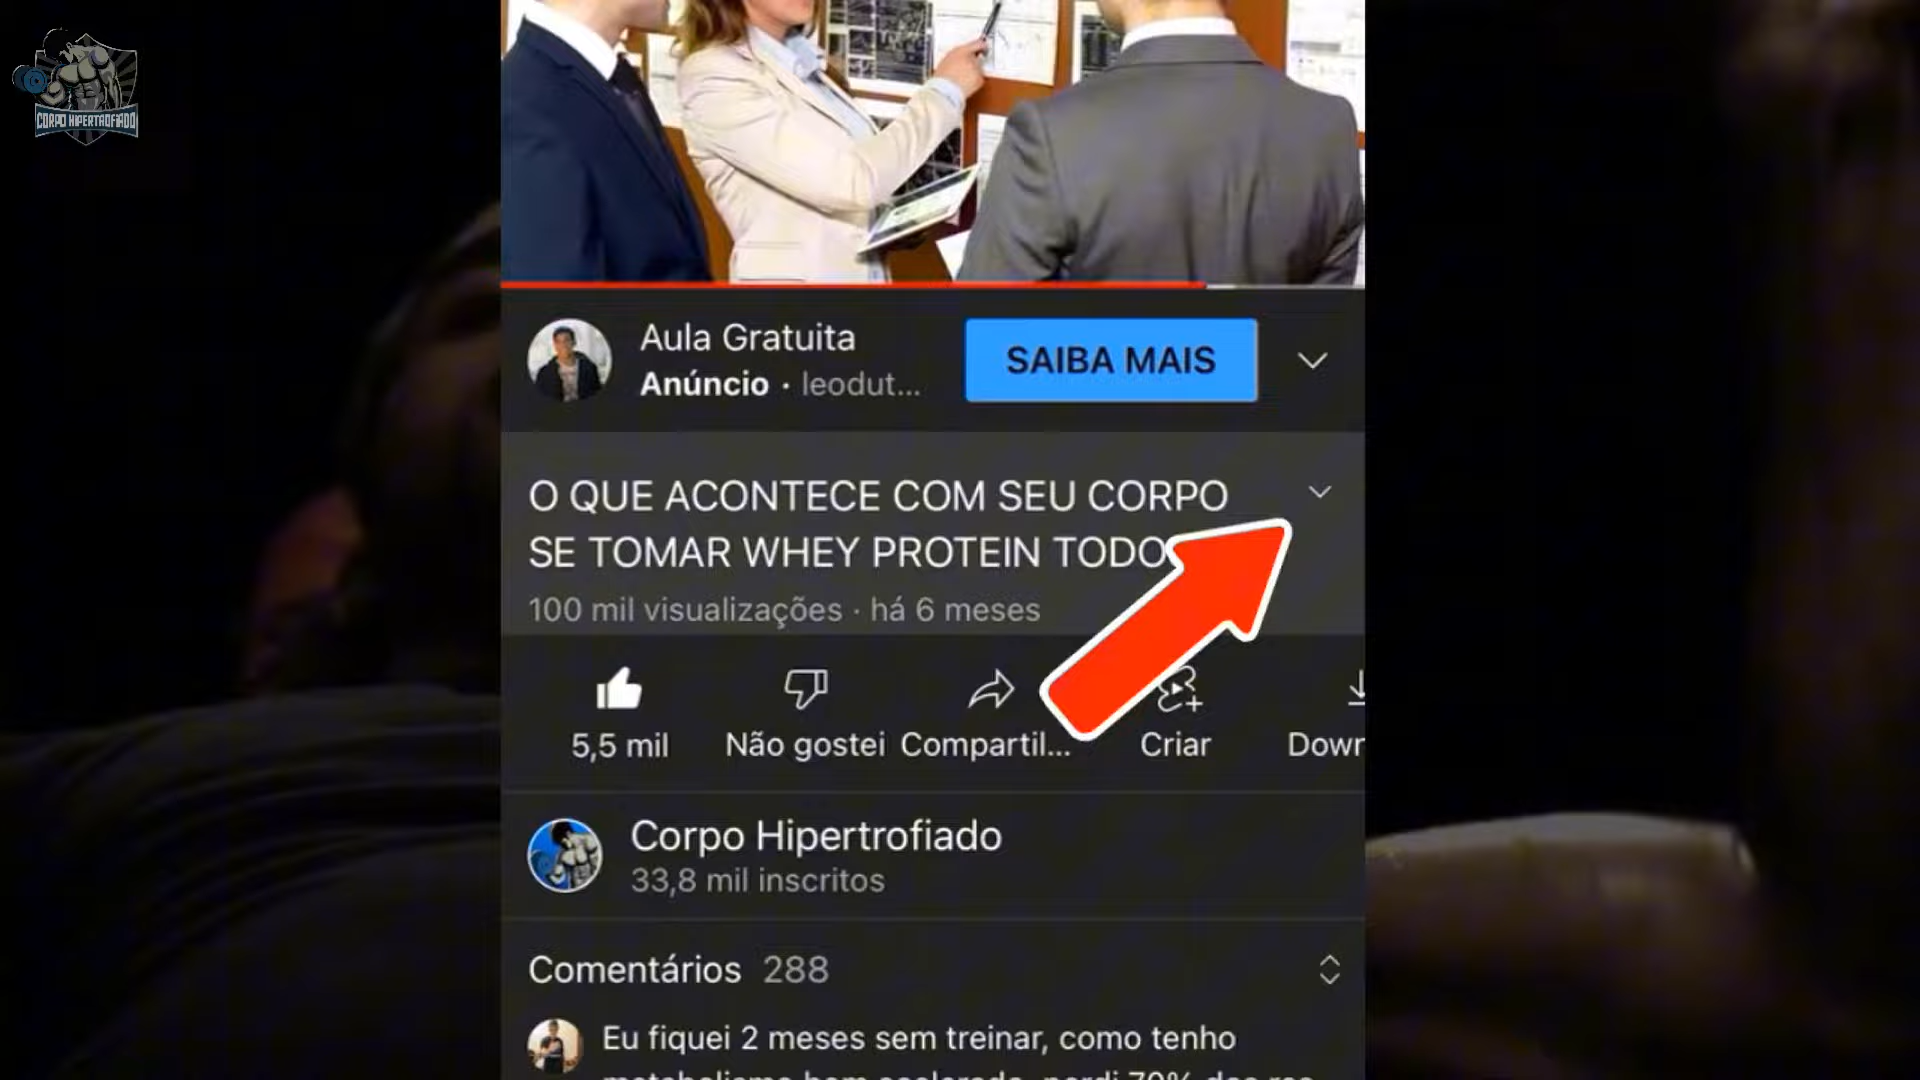 CORPO HIPERTROFIADO
Aula Gratuita
Anúncio · leodut...
SAIBA MAIS
O QUE ACONTECE COM SEU CORPO
SE TOMAR WHEY PROTEIN TODO
100 mil visualizações · há 6 meses
5,5 mil
Não gostei
Compartil...
Criar
Down
Corpo Hipertrofiado
33,8 mil inscritos
Comentários 288
Eu fiquei 2 meses sem treinar, como tenho